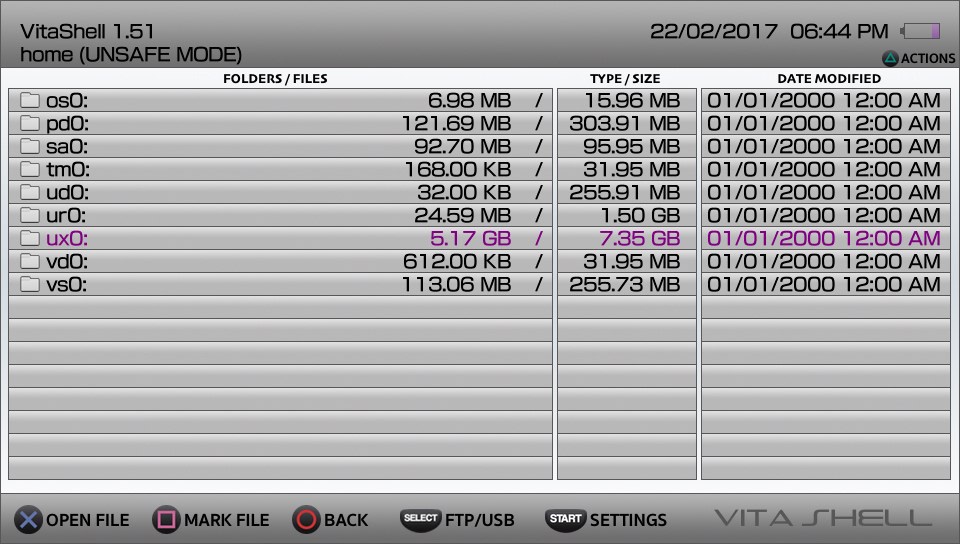 VitaShell 1.51
22/02/2017 06:44 PM
home (UNSAFE MODE)
ACTIONS
FOLDERS / FILES TYPE / SIZE DATE MODIFIED
os0: 6.98 MB / 15.96 MB 01/01/2000 12:00 AM
pd0: 121.69 MB / 303.91 MB 01/01/2000 12:00 AM
sa0: 92.70 MB / 95.95 MB 01/01/2000 12:00 AM
tm0: 168.00 KB / 31.95 MB 01/01/2000 12:00 AM
ud0: 32.00 KB / 255.91 MB 01/01/2000 12:00 AM
ur0: 24.59 MB / 1.50 GB 01/01/2000 12:00 AM
ux0: 5.17 GB / 7.35 GB 01/01/2000 12:00 AM
vd0: 612.00 KB / 31.95 MB 01/01/2000 12:00 AM
vs0: 113.06 MB / 255.73 MB 01/01/2000 12:00 AM
OPEN FILE MARK FILE BACK SELECT FTP/USB START SETTINGS VITA SHELL